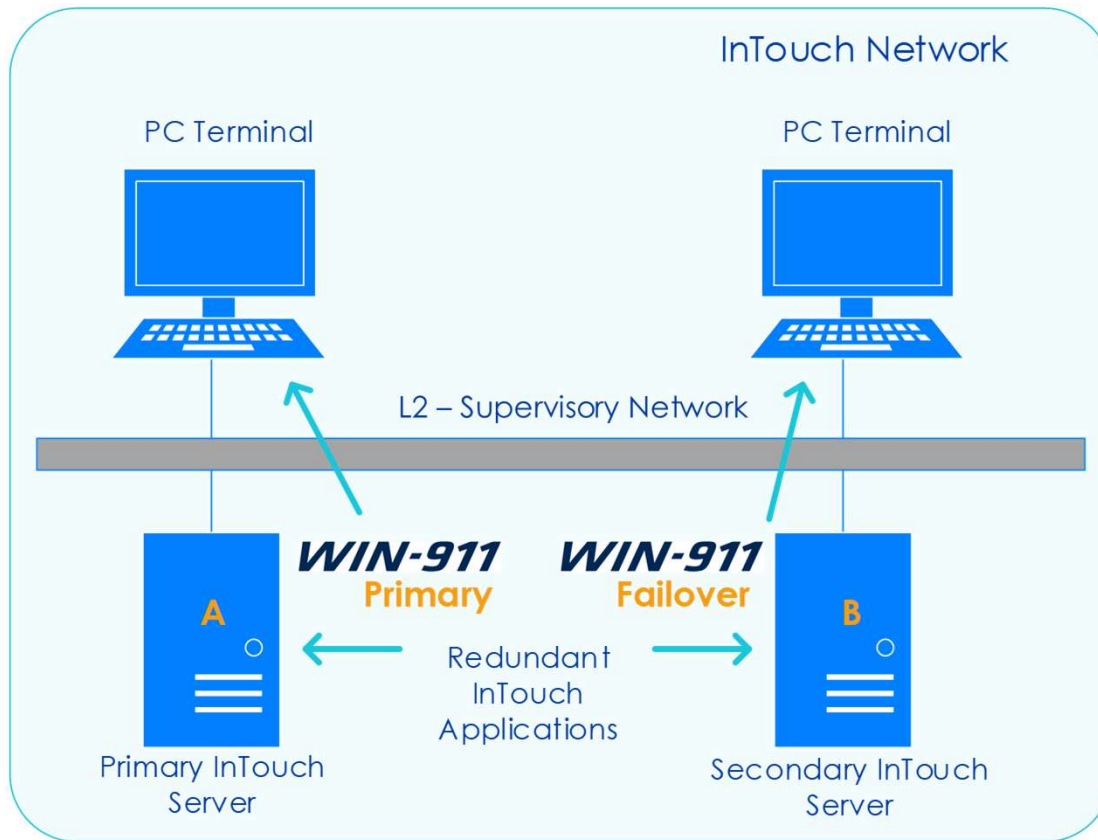 InTouch Network
PC Terminal
PC Terminal
L2 – Supervisory Network
WIN-911
Primary
WIN-911
Failover
A
B
Redundant
InTouch
Applications
Primary InTouch
Server
Secondary InTouch
Server